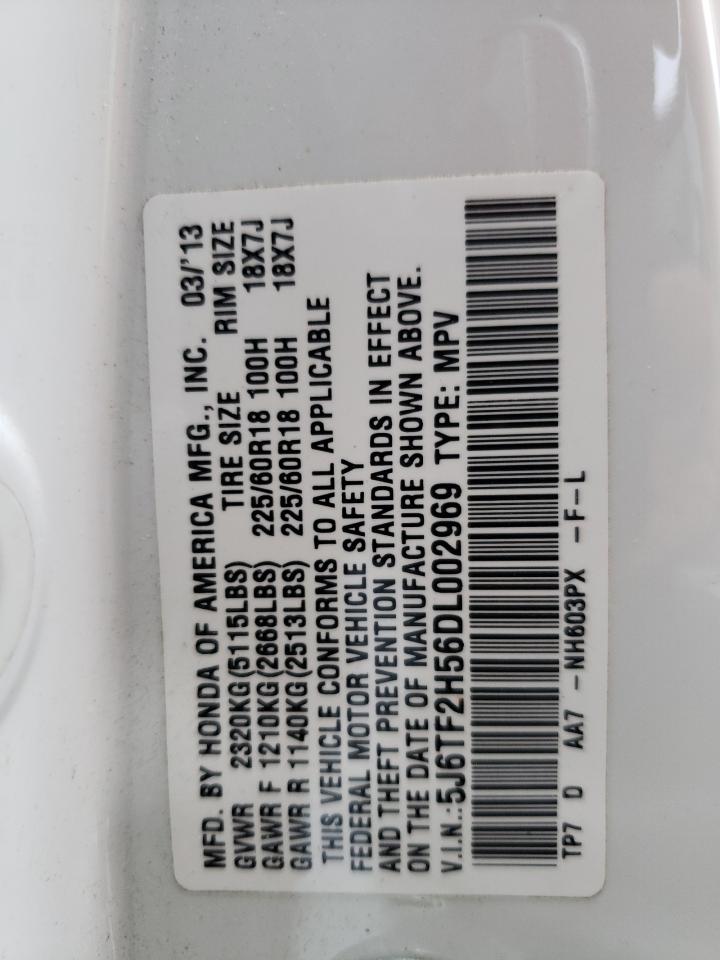 MFD. BY HONDA OF AMERICA MFG., INC. 03/'13
GVWR 2320KG(5115LBS) TIRE SIZE RIM SIZE
GAWR F 1210KG(2668LBS) 225/60R18 100H 18X7J
GAWR R 1140KG(2513LBS) 225/60R18 100H 18X7J
THIS VEHICLE CONFORMS TO ALL APPLICABLE
FEDERAL MOTOR VEHICLE SAFETY
AND THEFT PREVENTION STANDARDS IN EFFECT
ON THE DATE OF MANUFACTURE SHOWN ABOVE.
V.I.N.:5J6TF2H56DL002969 TYPE: MPV
TP7 D AA7 -NH603PX -F-L